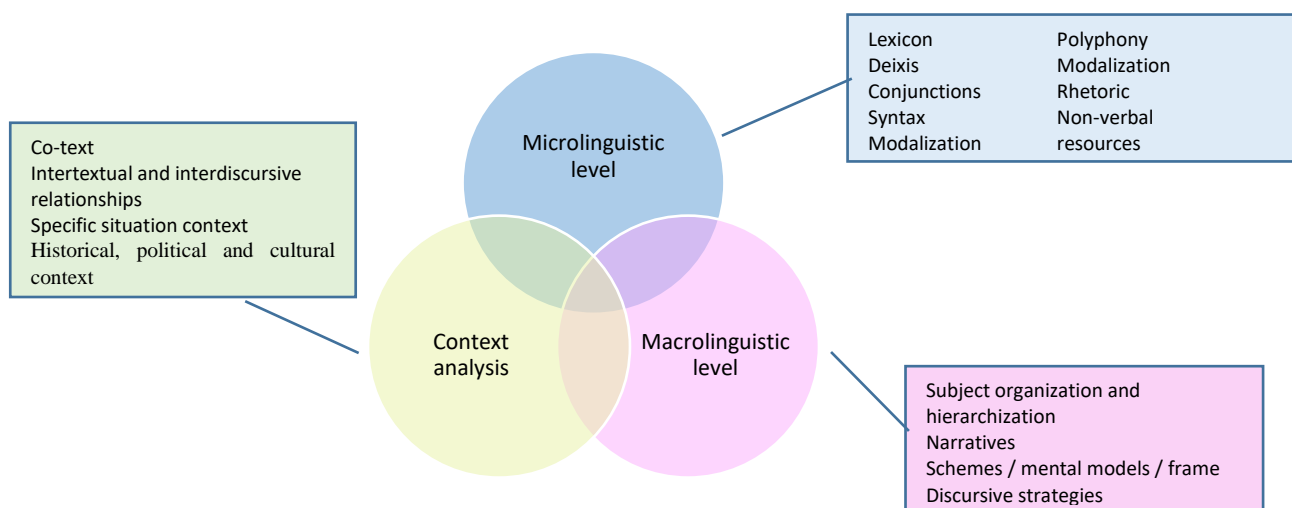 Lexicon
Deixis
Conjunctions
Syntax
Modalization
Polyphony
Modalization
Rhetoric
Non-verbal
resources
Microlinguistic
level
Co-text
Intertextual and interdiscursive
relationships
Specific situation context
Historical, political and cultural
context
Context
analysis
Macrolinguistic
level
Subject organization and
hierarchization
Narratives
Schemes / mental models / frame
Discursive strategies